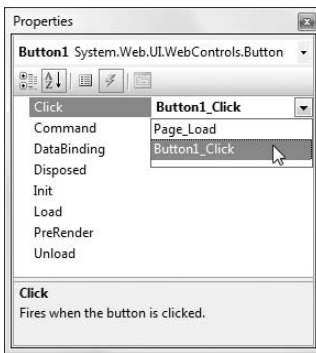 Properties
Button1 System.Web.UI.WebControls.Button
A Z
Click Button1_Click
Command Page_Load
DataBinding Button1_Click
Disposed
Init
Load
PreRender
Unload
Click
Fires when the button is clicked.